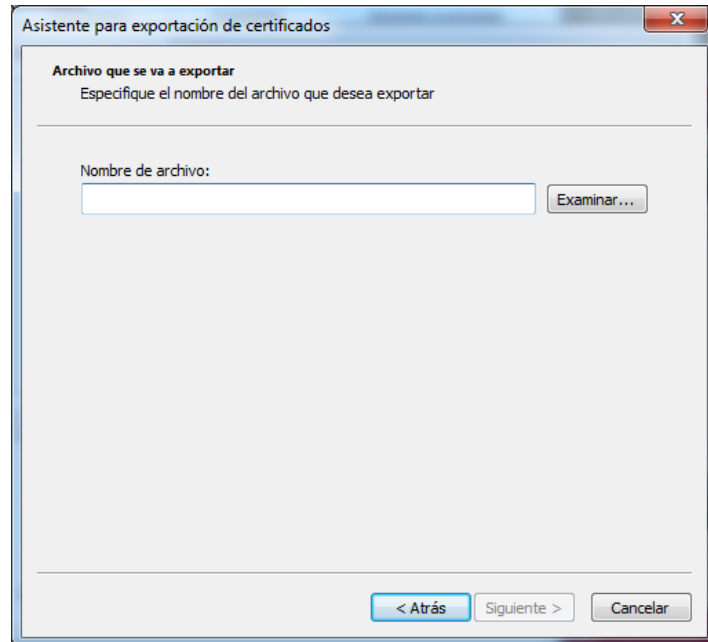 Asistente para exportación de certificados
Archivo que se va a exportar
Especifique el nombre del archivo que desea exportar
Nombre de archivo:
Examinar...
< Atrás
Siguiente >
Cancelar